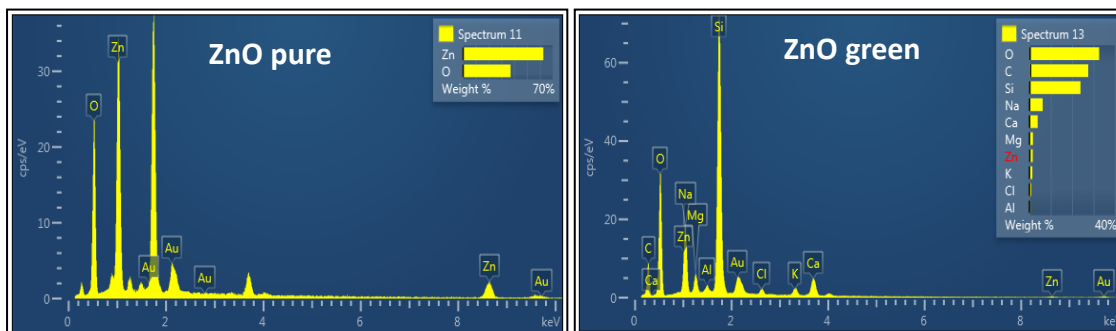 ZnO pure
Spectrum 11
Zn
O
Weight % 70%
cps/eV
30
20
10
0
O
Zn
Au
Au
Au
Zn
Au
0 2 4 6 8 keV
ZnO green
Spectrum 13
O
C
Si
Na
Ca
Mg
Zn
K
Cl
Al
Weight % 40%
cps/eV
60
40
20
0
Si
O
Na
Mg
C
Zn
Ca
Al
Au
Cl
K
Ca
Zn
Au
0 2 4 6 8 keV